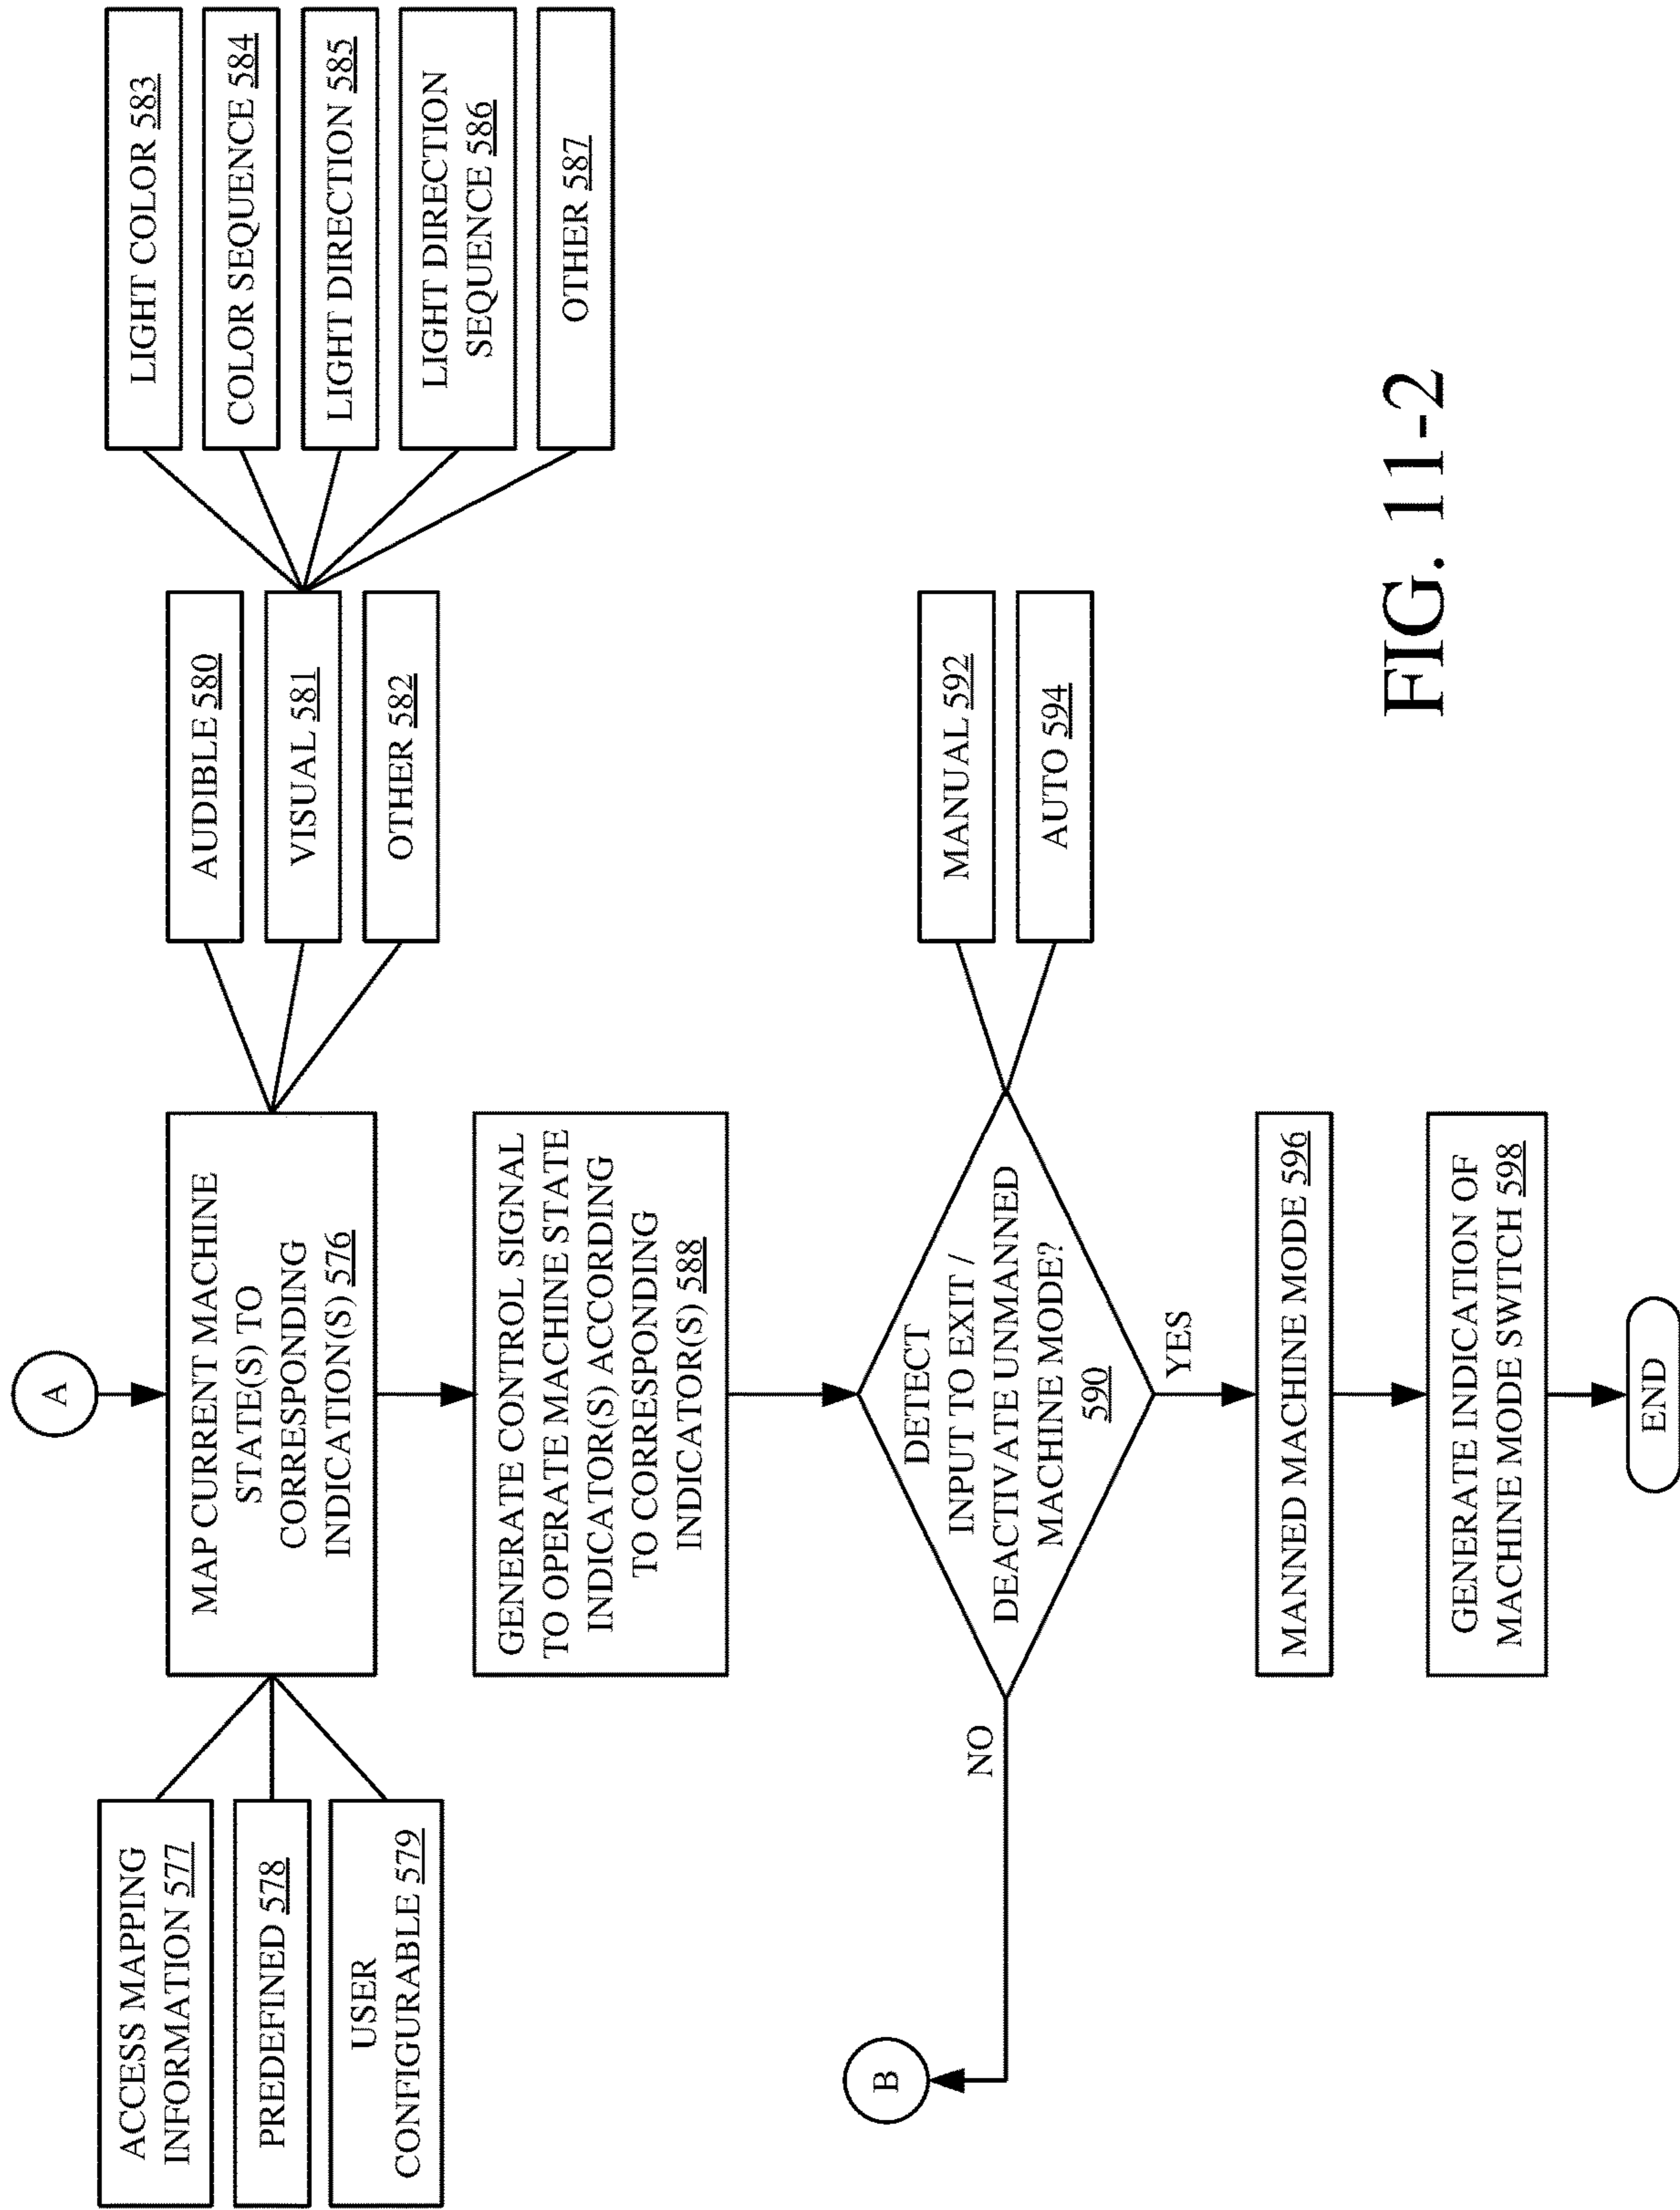 A
ACCESS MAPPING
INFORMATION 577
PREDEFINED 578
USER
CONFIGURABLE 579
MAP CURRENT MACHINE
STATE(S) TO
CORRESPONDING
INDICATION(S) 576
AUDIBLE 580
VISUAL 581
OTHER 582
LIGHT COLOR 583
COLOR SEQUENCE 584
LIGHT DIRECTION 585
LIGHT DIRECTION
SEQUENCE 586
OTHER 587
GENERATE CONTROL SIGNAL
TO OPERATE MACHINE STATE
INDICATOR(S) ACCORDING
TO CORRESPONDING
INDICATOR(S) 588
B
NO
DETECT
INPUT TO EXIT /
DEACTIVATE UNMANNED
MACHINE MODE?
590
MANUAL 592
AUTO 594
YES
MANNED MACHINE MODE 596
GENERATE INDICATION OF
MACHINE MODE SWITCH 598
END
FIG. 11-2